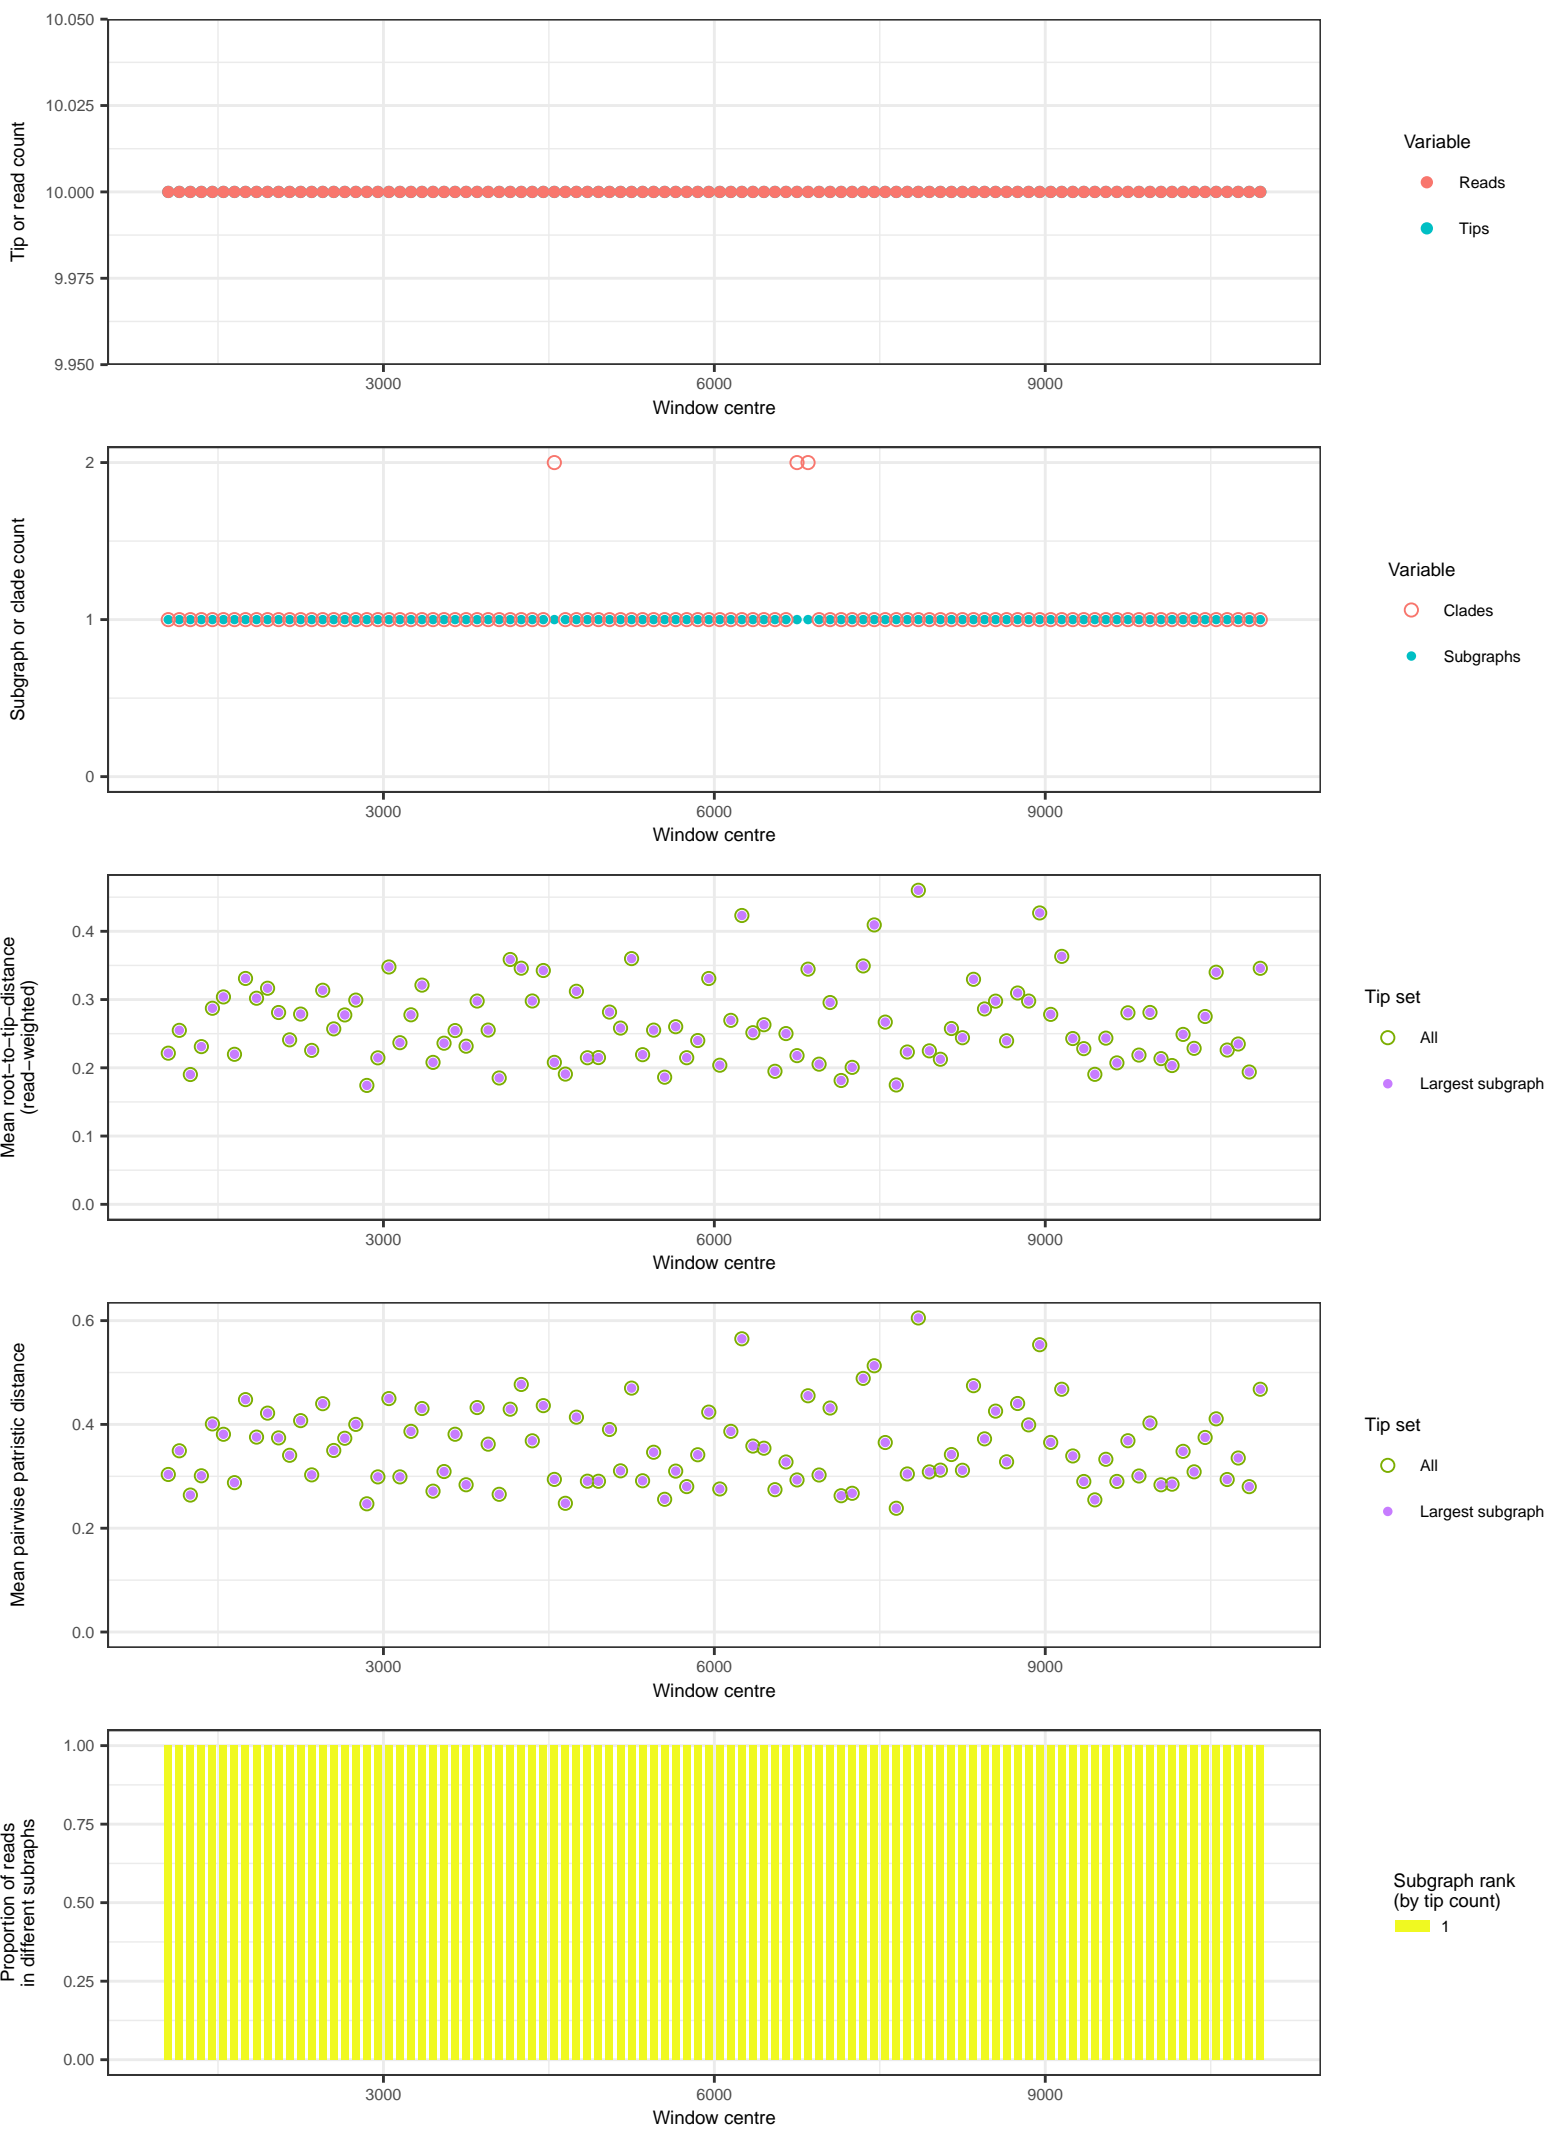 10.050
10.025
10.000
9.975
9.950
Tip or read count
3000 6000 9000
Window centre
Variable
Reads
Tips
2
1
0
Subgraph or clade count
3000 6000 9000
Window centre
Variable
Clades
Subgraphs
0.4
0.3
0.2
0.1
0.0
Mean root−to−tip−distance
(read−weighted)
3000 6000 9000
Window centre
Tip set
All
Largest subgraph
0.6
0.4
0.2
0.0
Mean pairwise patristic distance
3000 6000 9000
Window centre
Tip set
All
Largest subgraph
1.00
0.75
0.50
0.25
0.00
Proportion of reads
in different subraphs
3000 6000 9000
Window centre
Subgraph rank
(by tip count)
1